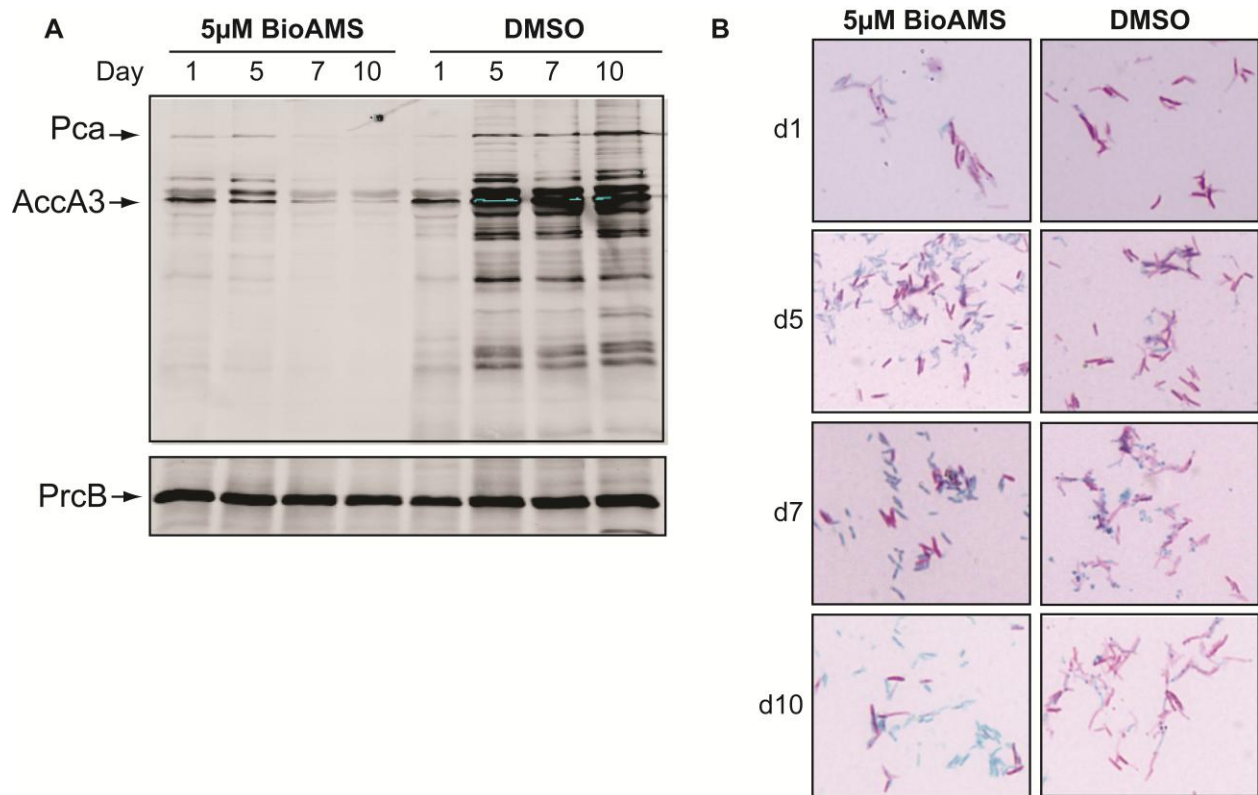 A
5µM BioAMS DMSO
Day 1 5 7 10 1 5 7 10
Pca
AccA3
PrcB
B
5µM BioAMS DMSO
d1
d5
d7
d10